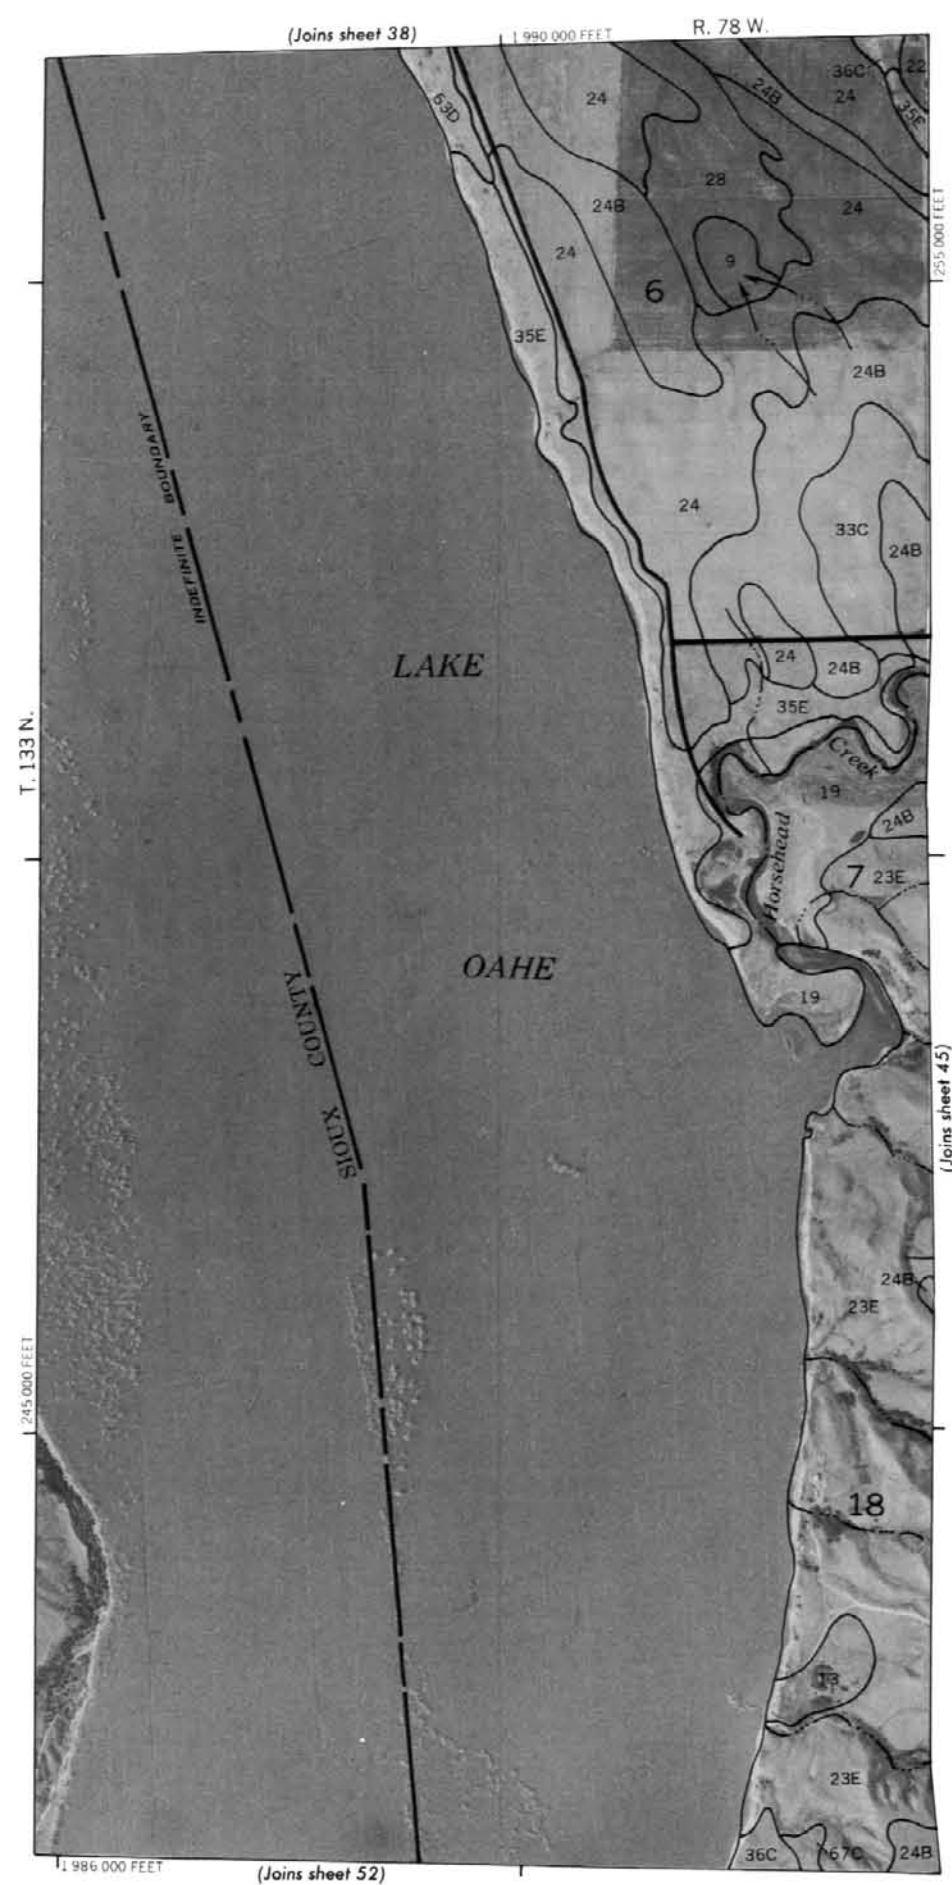 (Joins sheet 38)
1 990 000 FEET
R. 78 W.
36C
22
24
24B
24
35E
63D
28
24B
24
255 000 FEET
24
9
6
35E
24B
INDEFINITE BOUNDARY
24
33C
24B
LAKE
24
24B
35E
T. 133 N.
Creek
19
24B
Horsehead
7
23E
OAHE
19
SIOUX COUNTY
(Joins sheet 45)
24B
23E
245 000 FEET
18
13
23E
36C
67C
24B
1 986 000 FEET
(Joins sheet 52)